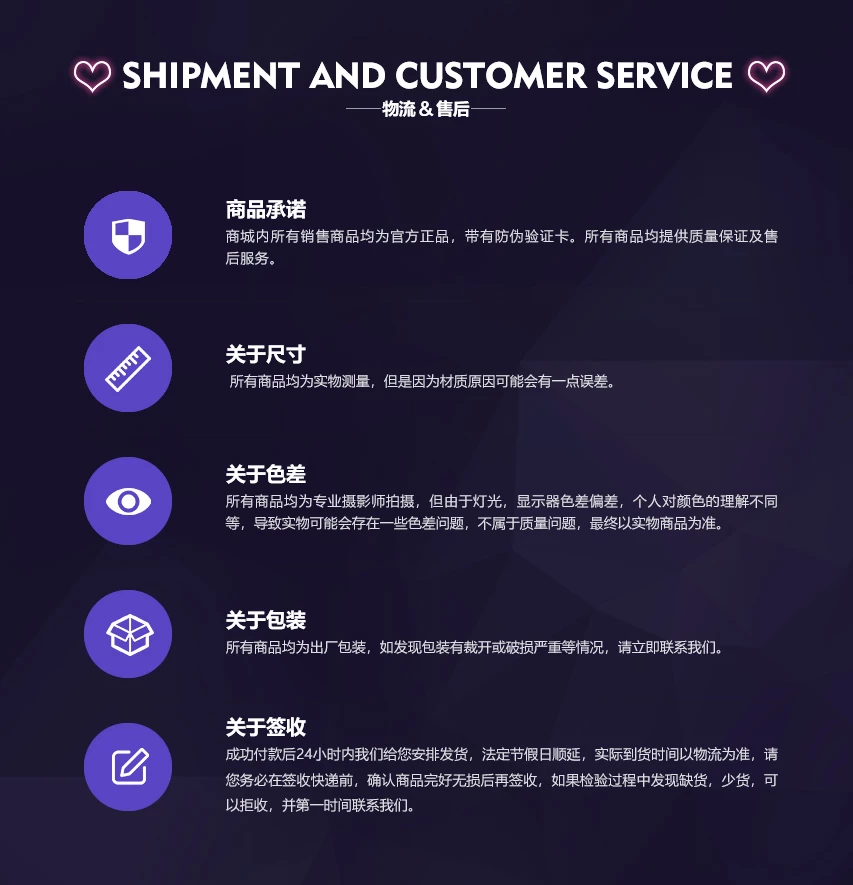 SHIPMENT AND CUSTOMER SERVICE
物流 & 售后
商品承诺
商城内所有销售商品均为官方正品，带有防伪验证卡。所有商品均提供质量保证及售
后服务。
关于尺寸
所有商品均为实物测量，但是因为材质原因可能会有一点误差。
关于色差
所有商品均为专业摄影师拍摄，但由于灯光，显示器色差偏差，个人对颜色的理解不同
等，导致实物可能会存在一些色差问题，不属于质量问题，最终以实物商品为准。
关于包装
所有商品均为出厂包装，如发现包装有裁开或破损严重等情况，请立即联系我们。
关于签收
成功付款后24小时内我们给您安排发货，法定节假日顺延，实际到货时间以物流为准，请
您务必在签收快递前，确认商品完好无损后再签收，如果检验过程中发现缺货，少货，可
以拒收，并第一时间联系我们。